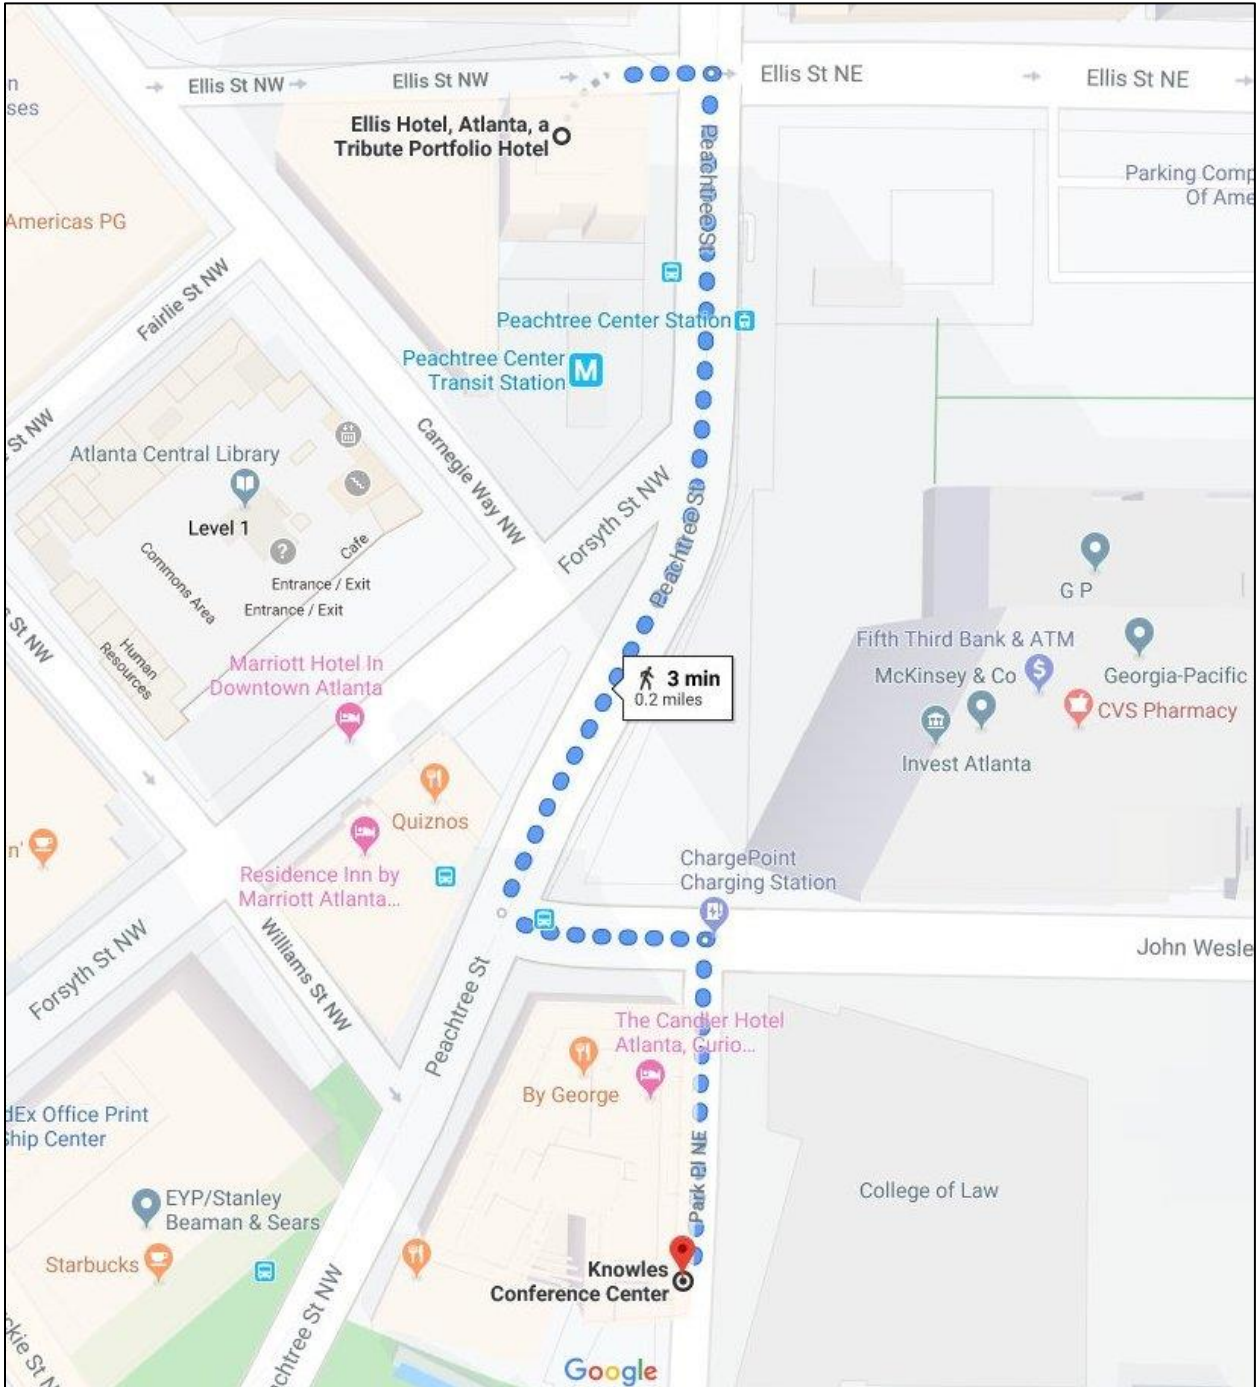 Ellis St NW
Ellis St NW
Ellis St NE
Ellis St NE
n
ses
Ellis Hotel, Atlanta, a
Tribute Portfolio Hotel
Peachtree St
Parking Comp
Of Ame
Americas PG
Fairlie St NW
Peachtree Center Station
Peachtree Center
Transit Station
M
St NW
Carnegie Way NW
Atlanta Central Library
Level 1
Forsyth St NW
Peachtree St
Commons Area
Cafe
?
Entrance / Exit
Entrance / Exit
G P
St NW
Human
Resources
Fifth Third Bank & ATM
$
McKinsey & Co
Georgia-Pacific
Marriott Hotel In
Downtown Atlanta
3 min
0.2 miles
CVS Pharmacy
Invest Atlanta
Quiznos
n'
Residence Inn by
Marriott Atlanta...
ChargePoint
Charging Station
Forsyth St NW
Williams St NW
John Wesle
Peachtree St
The Candler Hotel
Atlanta, Curio...
By George
dEx Office Print
Ship Center
Park Pl NE
College of Law
EYP/Stanley
Beaman & Sears
Starbucks
Knowles
Conference Center
chtree St NW
ckie St N
Google